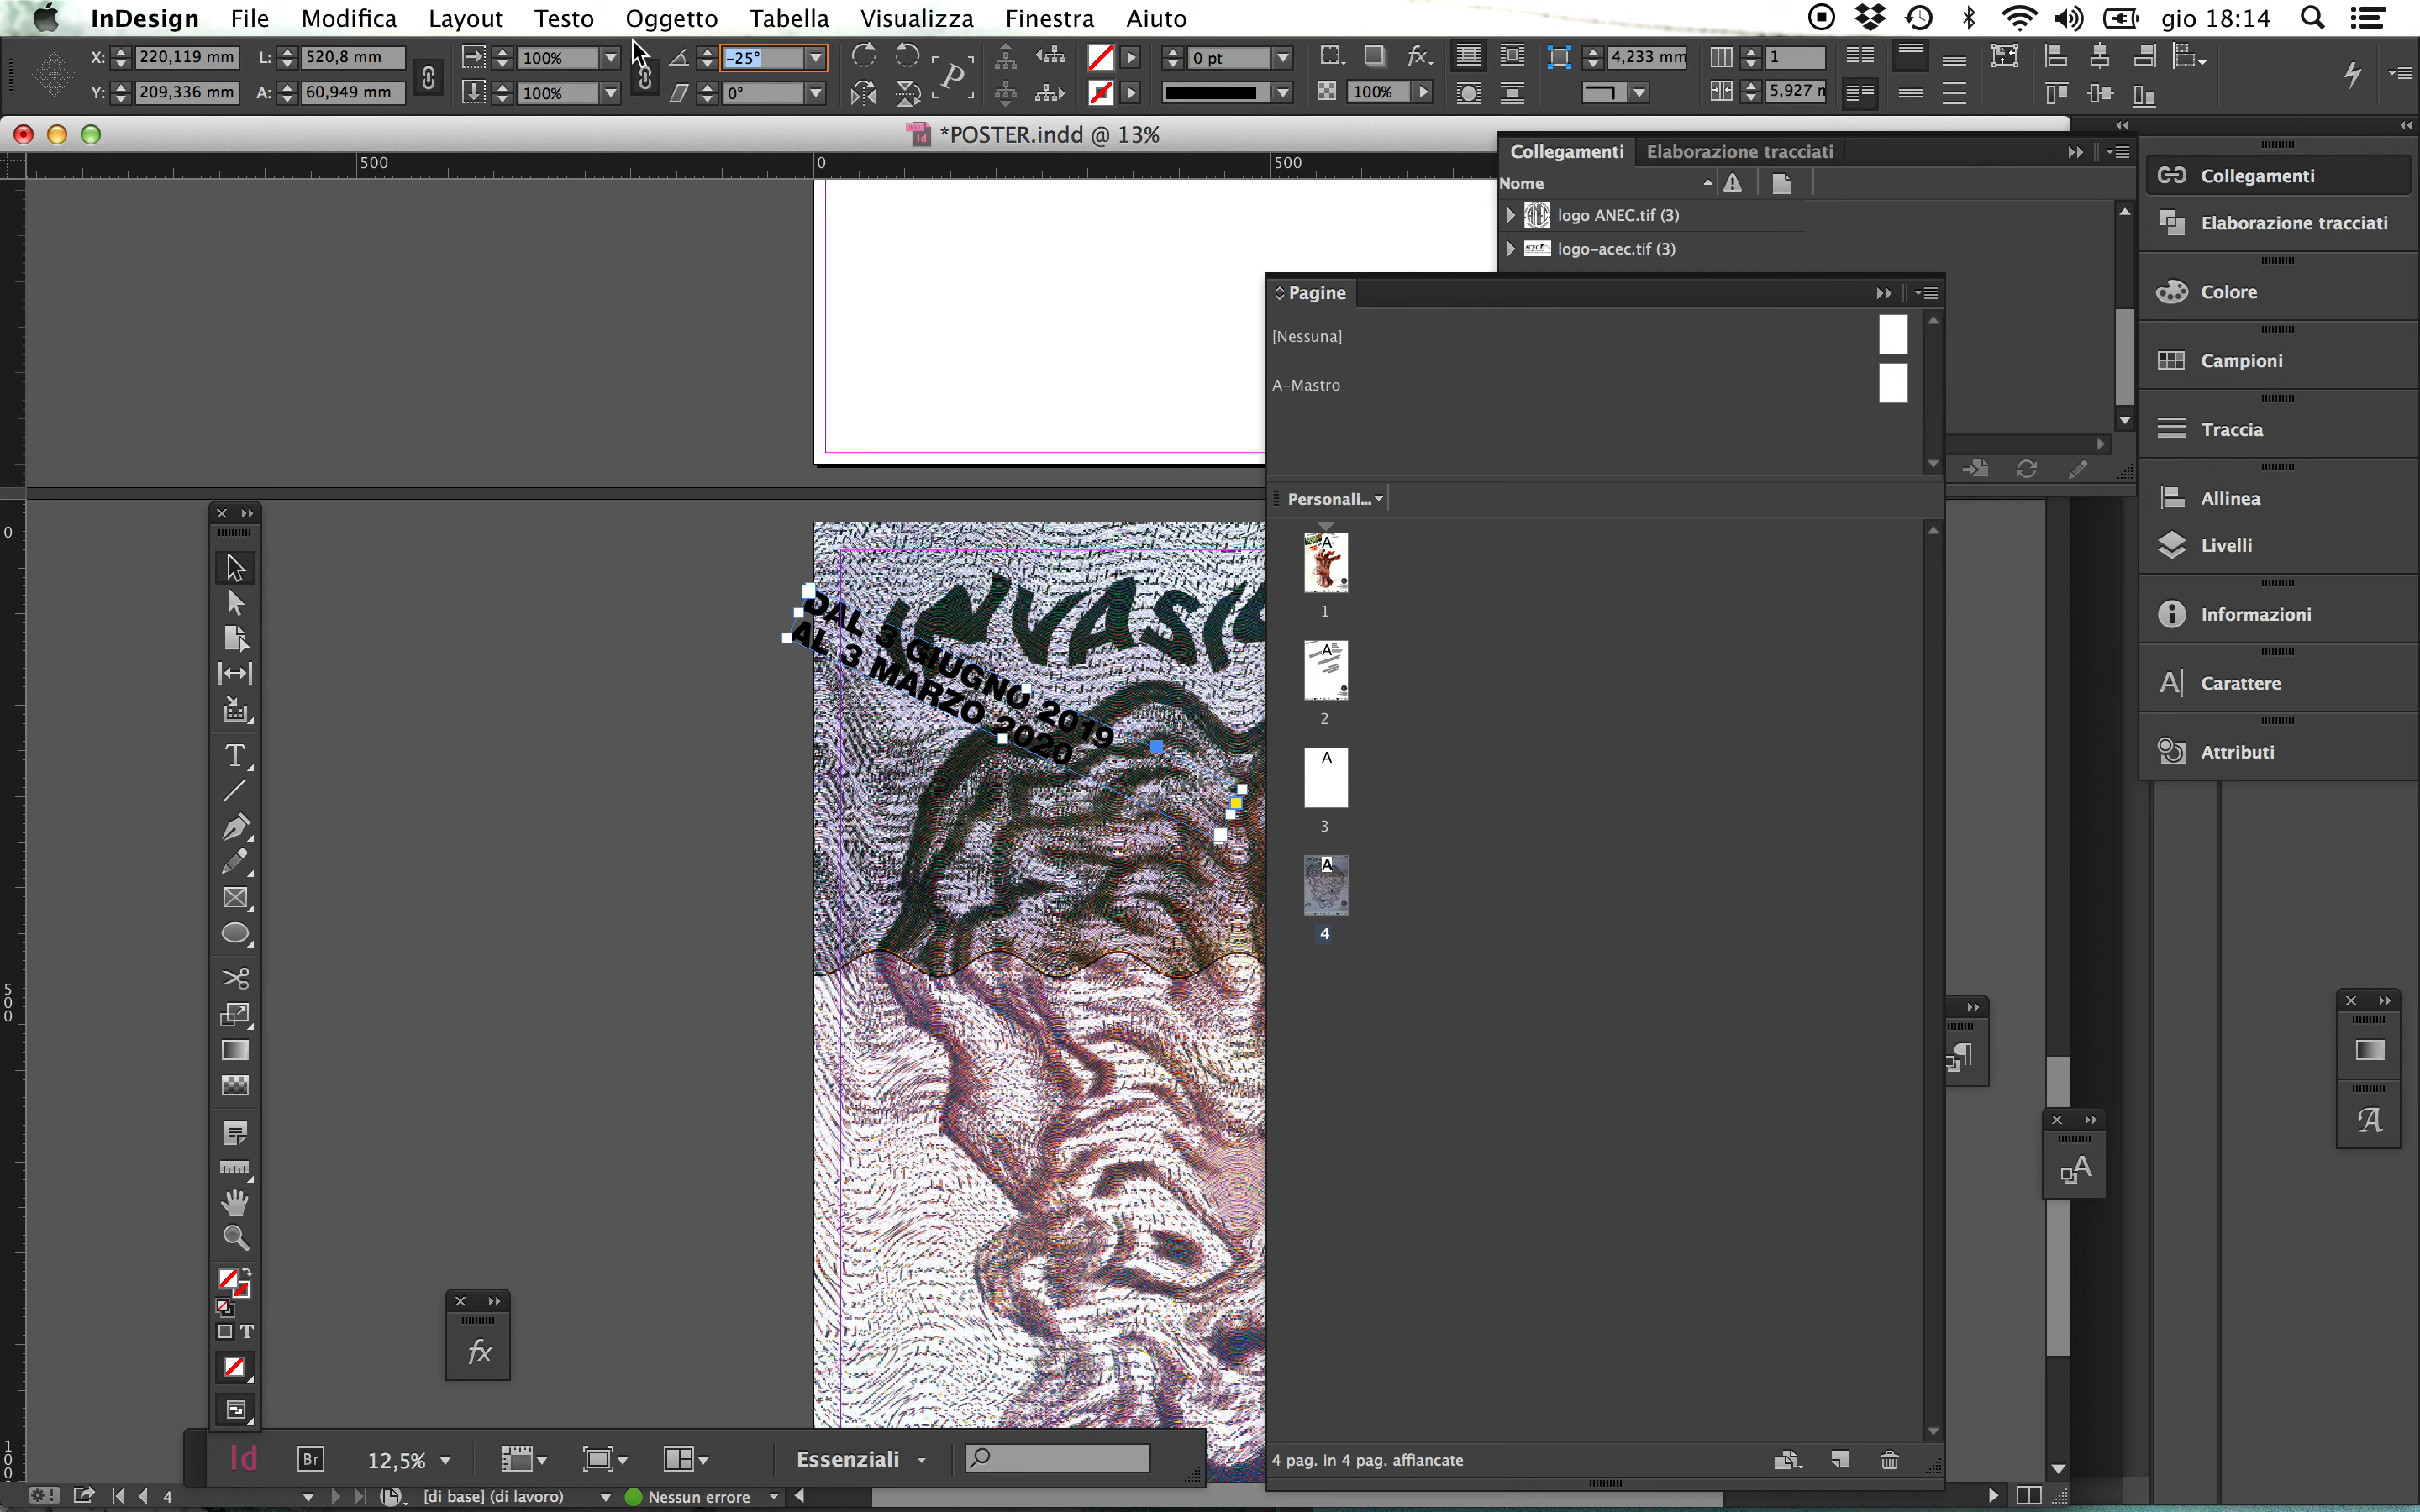 InDesign File Modifica Layout Testo Oggetto Tabella Visualizza Finestra Aiuto gio 18:14
X: 220,119 mm L: 520,8 mm 100% -25° 0 pt 4,233 mm 1
Y: 209,336 mm A: 60,949 mm 100% 0° 100% 5,927 
P
fx
*POSTER.indd @ 13%
500 0 500
Collegamenti Elaborazione tracciati
Nome
logo ANEC.tif (3)
logo-acec.tif (3)
Pagine
[Nessuna]
A-Mastro
Personali...
A
1
A
2
A
3
A
4
4 pag. in 4 pag. affiancate
Collegamenti
Elaborazione tracciati
Colore
Campioni
Traccia
Allinea
Livelli
Informazioni
Carattere
Attributi
0
500
100
DAL 3 GIUGNO 2019
AL 3 MARZO 2020
fx
Id Br 12,5% Essenziali
4 [di base] (di lavoro) Nessun errore